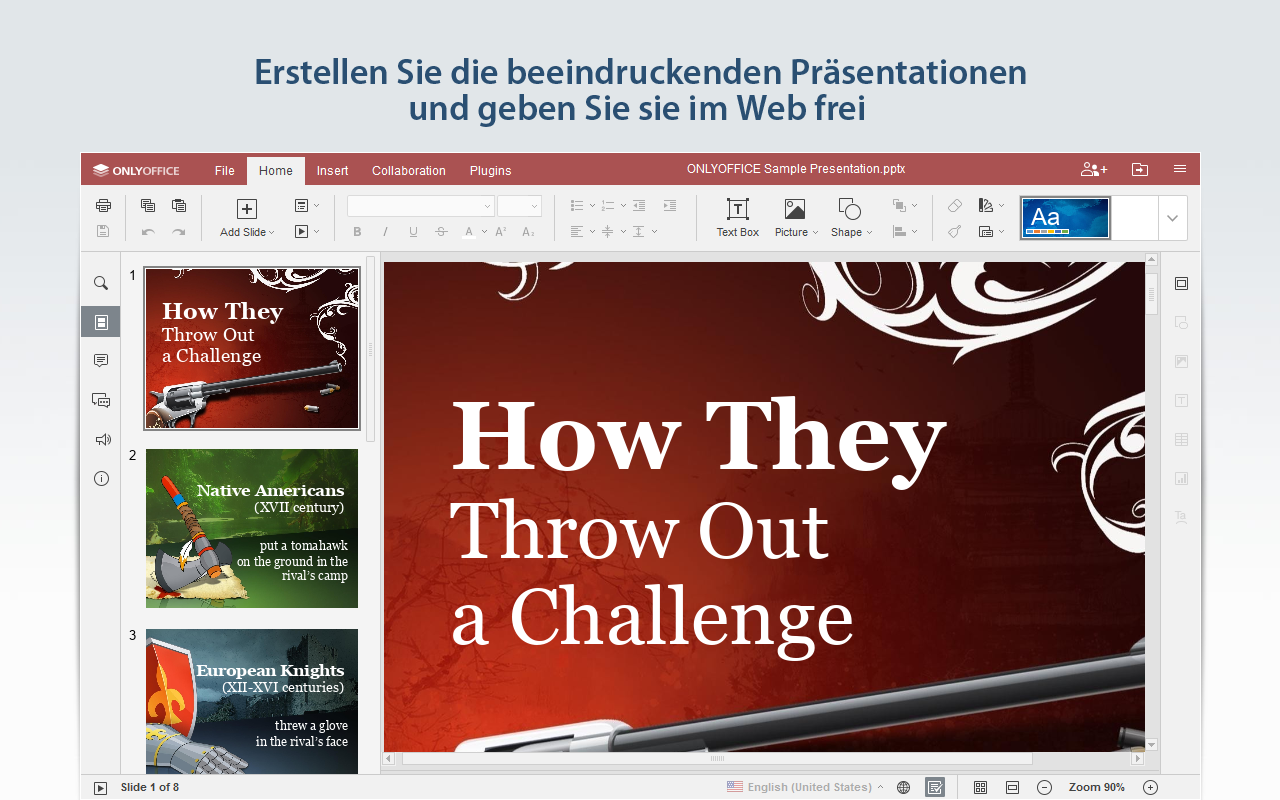 Erstellen Sie die beeindruckenden Präsentationen
und geben Sie sie im Web frei
ONLYOFFICE
File
Home
Insert
Collaboration
Plugins
ONLYOFFICE Sample Presentation.pptx
Add Slide
B
I
U
S
A
A²
A₂
Text Box
Picture
Shape
Aa
1
How They
Throw Out
a Challenge
2
Native Americans
(XVII century)
put a tomahawk
on the ground in the
rival's camp
3
European Knights
(XII-XVI centuries)
threw a glove
in the rival's face
How They
Throw Out
a Challenge
Slide 1 of 8
English (United States)
Zoom 90%